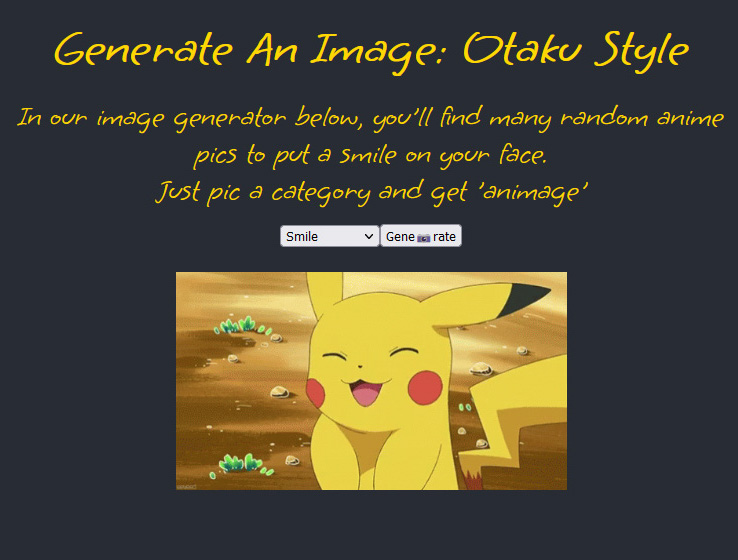 Generate An Image: Otaku Style
In our image generator below, you'll find many random anime
pics to put a smile on your face.
Just pic a category and get 'animage'
Smile
Gene📷rate